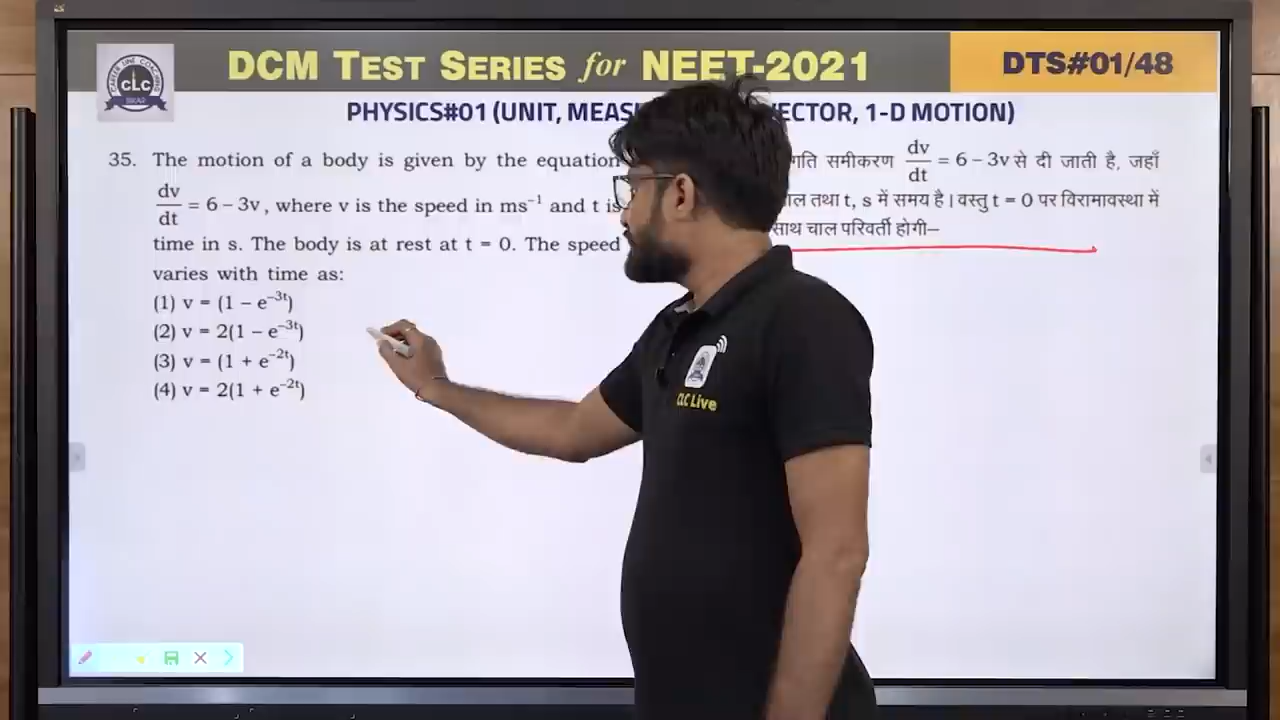 DCM TEST SERIES for NEET-2021
DTS#01/48
CLC
SIKAR
PHYSICS#01 (UNIT, VECTOR, 1-D MOTION)
35. The motion of a body is given by the equation
dv/dt = 6 – 3v, where v is the speed in ms⁻¹ and t is
time in s. The body is at rest at t = 0. The speed
varies with time as:
(1) v = (1 – e⁻³ᵗ)
(2) v = 2(1 – e⁻³ᵗ)
(3) v = (1 + e⁻²ᵗ)
(4) v = 2(1 + e⁻²ᵗ)
समीकरण dv/dt = 6 – 3v से दी जाती है, जहाँ
तथा t, s में समय है। वस्तु t = 0 पर विरामावस्था में
साथ चाल परिवर्ती होगी–
CLC Live